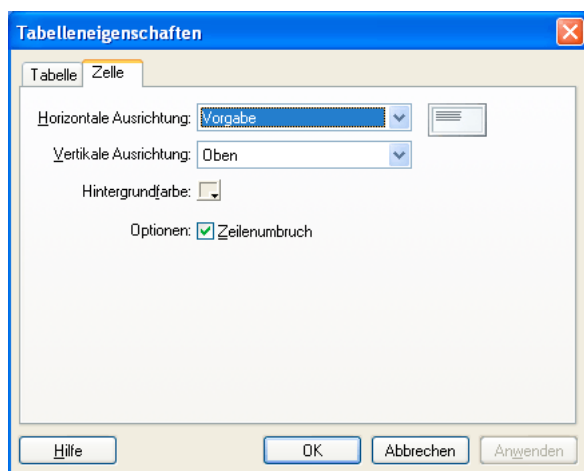 Tabelleneigenschaften
Tabelle Zelle
Horizontale Ausrichtung: Vorgabe
Vertikale Ausrichtung: Oben
Hintergrundfarbe:
Optionen: Zeilenumbruch
Hilfe OK Abbrechen Anwenden